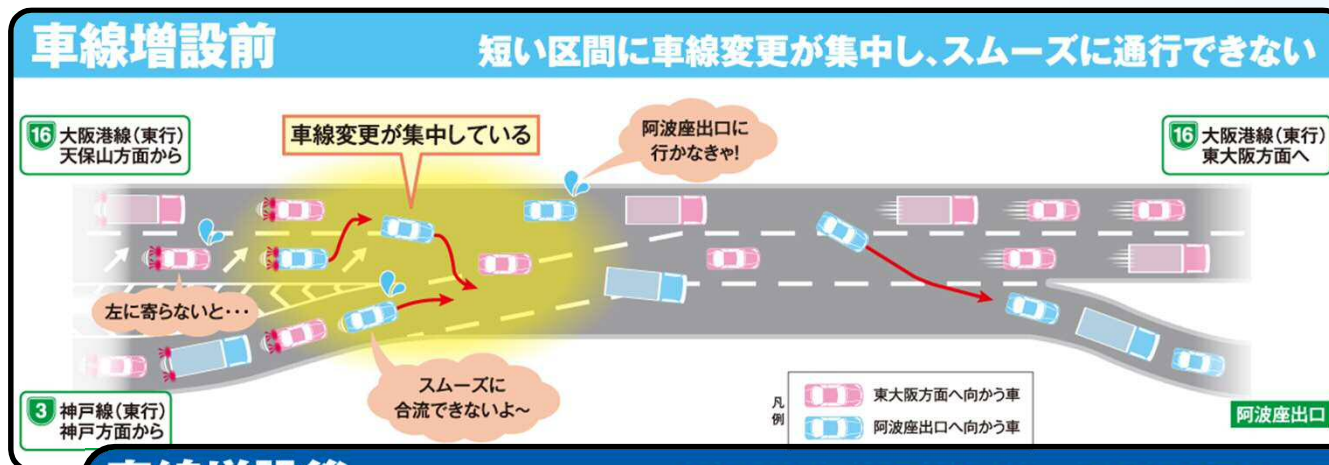 車線増設前
短い区間に車線変更が集中し、スムーズに通行できない
16 大阪港線(東行)
天保山方面から
車線変更が集中している
阿波座出口に
行かなきゃ!
16 大阪港線(東行)
東大阪方面へ
左に寄らないと・・・
スムーズに
合流できないよ~
3 神戸線(東行)
神戸方面から
凡例
東大阪方面へ向かう車
阿波座出口へ向かう車
阿波座出口